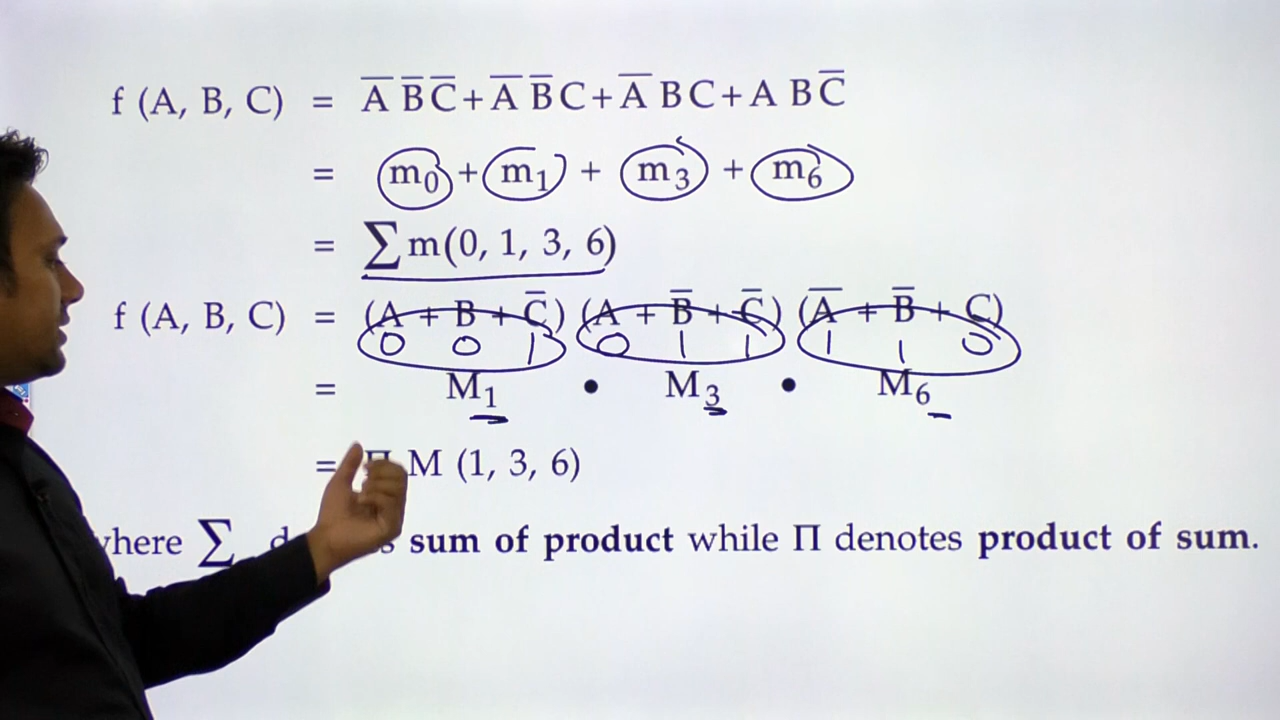 f (A, B, C) = A̅ B̅ C̅ + A̅ B̅ C + A̅ B C + A B C̅
= m₀ + m₁ + m₃ + m₆
= ∑ m(0, 1, 3, 6)
f (A, B, C) = (A + B + C̅) (A + B̅ + C̅) (A̅ + B̅ + C)
0 0 1 0 1 1 1 1 0
= M₁ • M₃ • M₆
= Π M (1, 3, 6)
∑ sum of product while Π denotes product of sum.